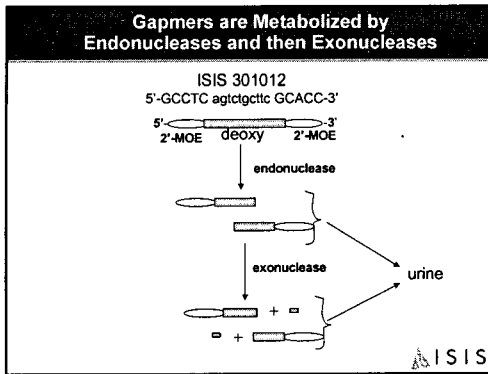 Gapmers are Metabolized by
Endonucleases and then Exonucleases
ISIS 301012
5'-GCCTC agtctgcttc GCACC-3'
5'- -3'
2'-MOE deoxy 2'-MOE
endonuclease
exonuclease
urine
+
+
ISIS